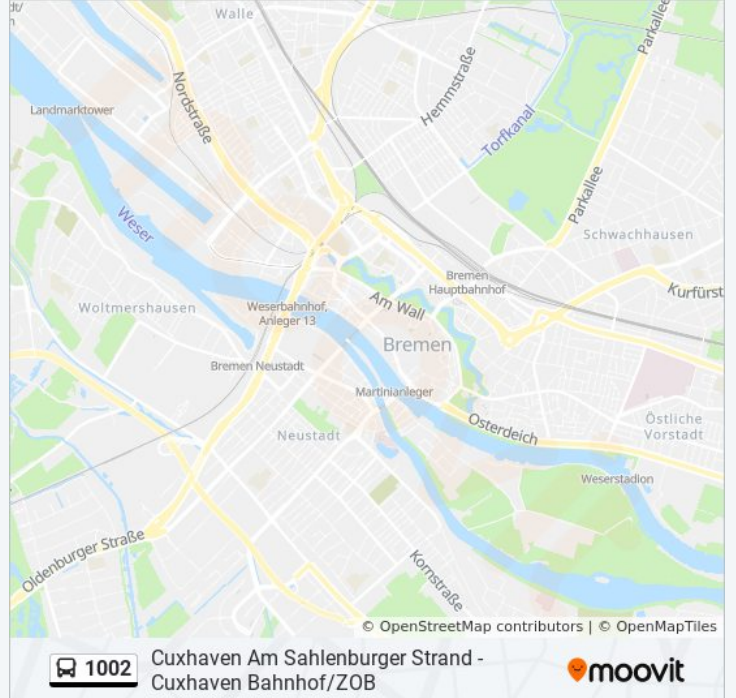 dt/
Walle
Parkallee
Hemmstraße
Nordstraße
Landmarktower
Torfkanal
Parkallee
Weser
Schwachhausen
Bremen
Hauptbahnhof
Kurfürst
Am Wall
Woltmershausen
Weserbahnhof,
Anleger 13
Bremen
Bremen Neustadt
Martinianleger
Osterdeich
Östliche
Vorstadt
Neustadt
Weserstadion
Oldenburger Straße
Kornstraße
© OpenStreetMap contributors | © OpenMapTiles
1002
Cuxhaven Am Sahlenburger Strand -
Cuxhaven Bahnhof/ZOB
moovit